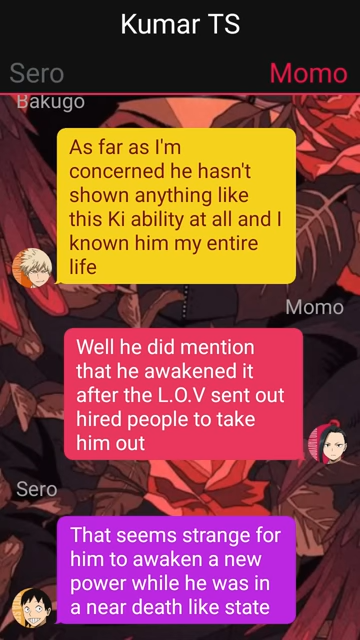 Kumar TS
Sero Momo
Bakugo
As far as I'm
concerned he hasn't
shown anything like
this Ki ability at all and I
known him my entire
life
Momo
Well he did mention
that he awakened it
after the L.O.V sent out
hired people to take
him out
Sero
That seems strange for
him to awaken a new
power while he was in
a near death like state